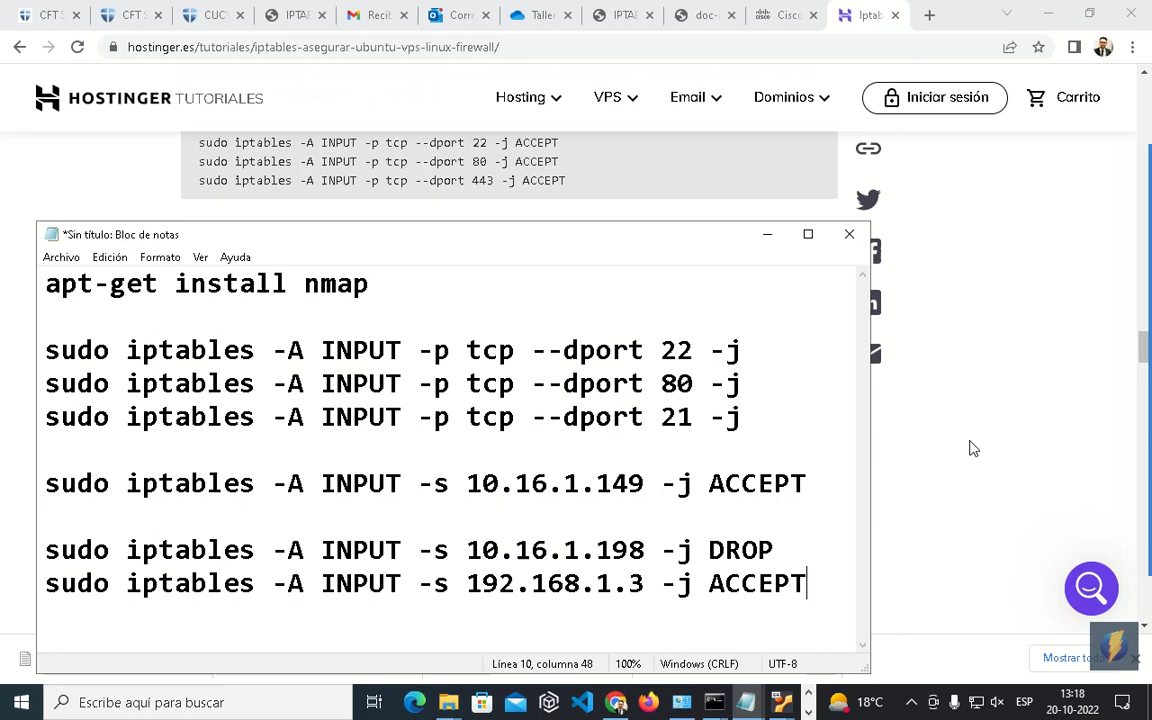 CFT S
CFT S
CUCY
IPTAB
Recib
Corre
Taller
IPTAB
doc-i
Cisco
Iptab
hostinger.es/tutoriales/iptables-asegurar-ubuntu-vps-linux-firewall/
HOSTINGER TUTORIALES
Hosting
VPS
Email
Dominios
Iniciar sesión
Carrito
sudo iptables -A INPUT -p tcp --dport 22 -j ACCEPT
sudo iptables -A INPUT -p tcp --dport 80 -j ACCEPT
sudo iptables -A INPUT -p tcp --dport 443 -j ACCEPT
*Sin título: Bloc de notas
Archivo Edición Formato Ver Ayuda
apt-get install nmap
sudo iptables -A INPUT -p tcp --dport 22 -j
sudo iptables -A INPUT -p tcp --dport 80 -j
sudo iptables -A INPUT -p tcp --dport 21 -j
sudo iptables -A INPUT -s 10.16.1.149 -j ACCEPT
sudo iptables -A INPUT -s 10.16.1.198 -j DROP
sudo iptables -A INPUT -s 192.168.1.3 -j ACCEPT
Línea 10, columna 48 100% Windows (CRLF) UTF-8
Mostrar todo
Escribe aquí para buscar
18°C
ESP
13:18
20-10-2022